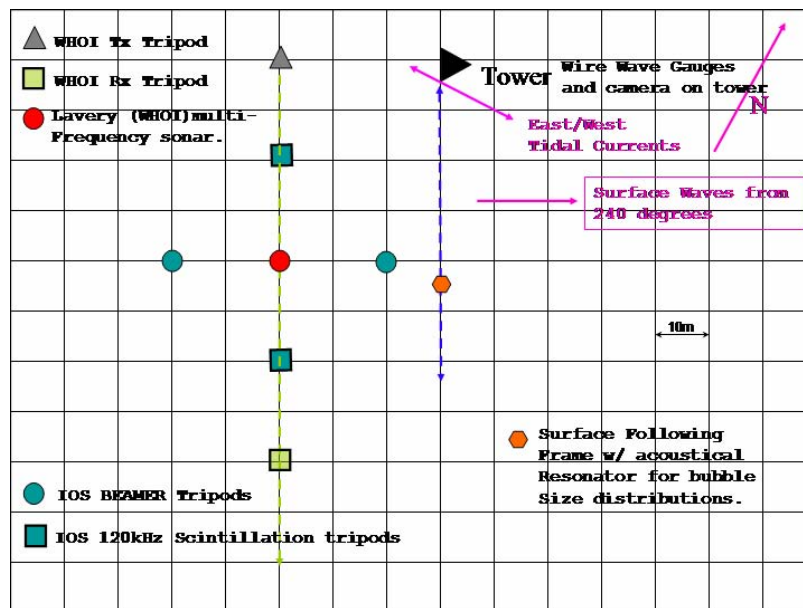 WHOI Tx Tripod
WHOI Rx Tripod
Lavery (WHOI)multi-
Frequency sonar.
Tower
Wire Wave Gauges
and camera on tower
N
East/West
Tidal Currents
Surface Waves from
240 degrees
10m
Surface Following
Frame w/ acoustical
Resonator for bubble
Size distributions.
IOS BEAMER Tripods
IOS 120kHz Scintillation tripods